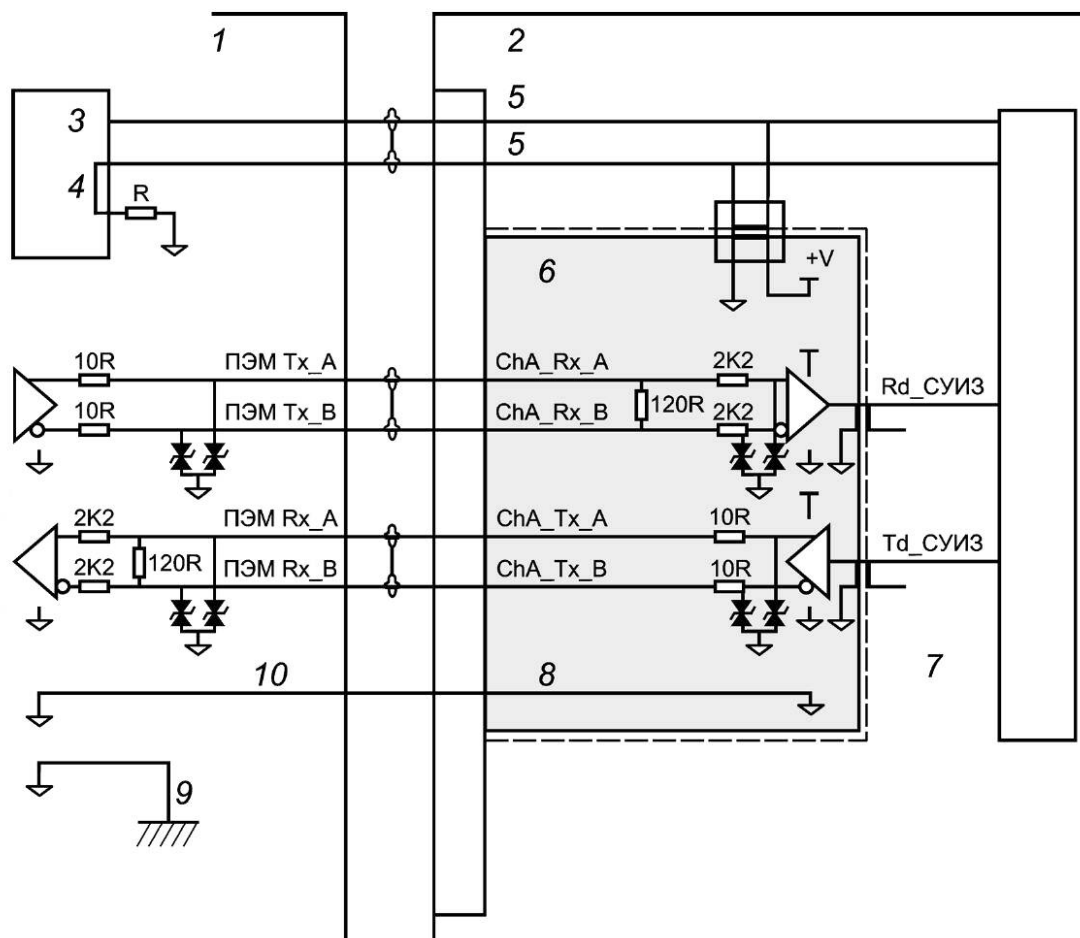 1
2
3
5
5
4
R
6
+V
10R
ПЭМ Tx_A
ChA_Rx_A
2K2
10R
ПЭМ Tx_B
ChA_Rx_B
120R
2K2
Rd_СУИЗ
2K2
ПЭМ Rx_A
ChA_Tx_A
10R
120R
2K2
ПЭМ Rx_B
ChA_Tx_B
10R
Td_СУИЗ
10
8
7
9